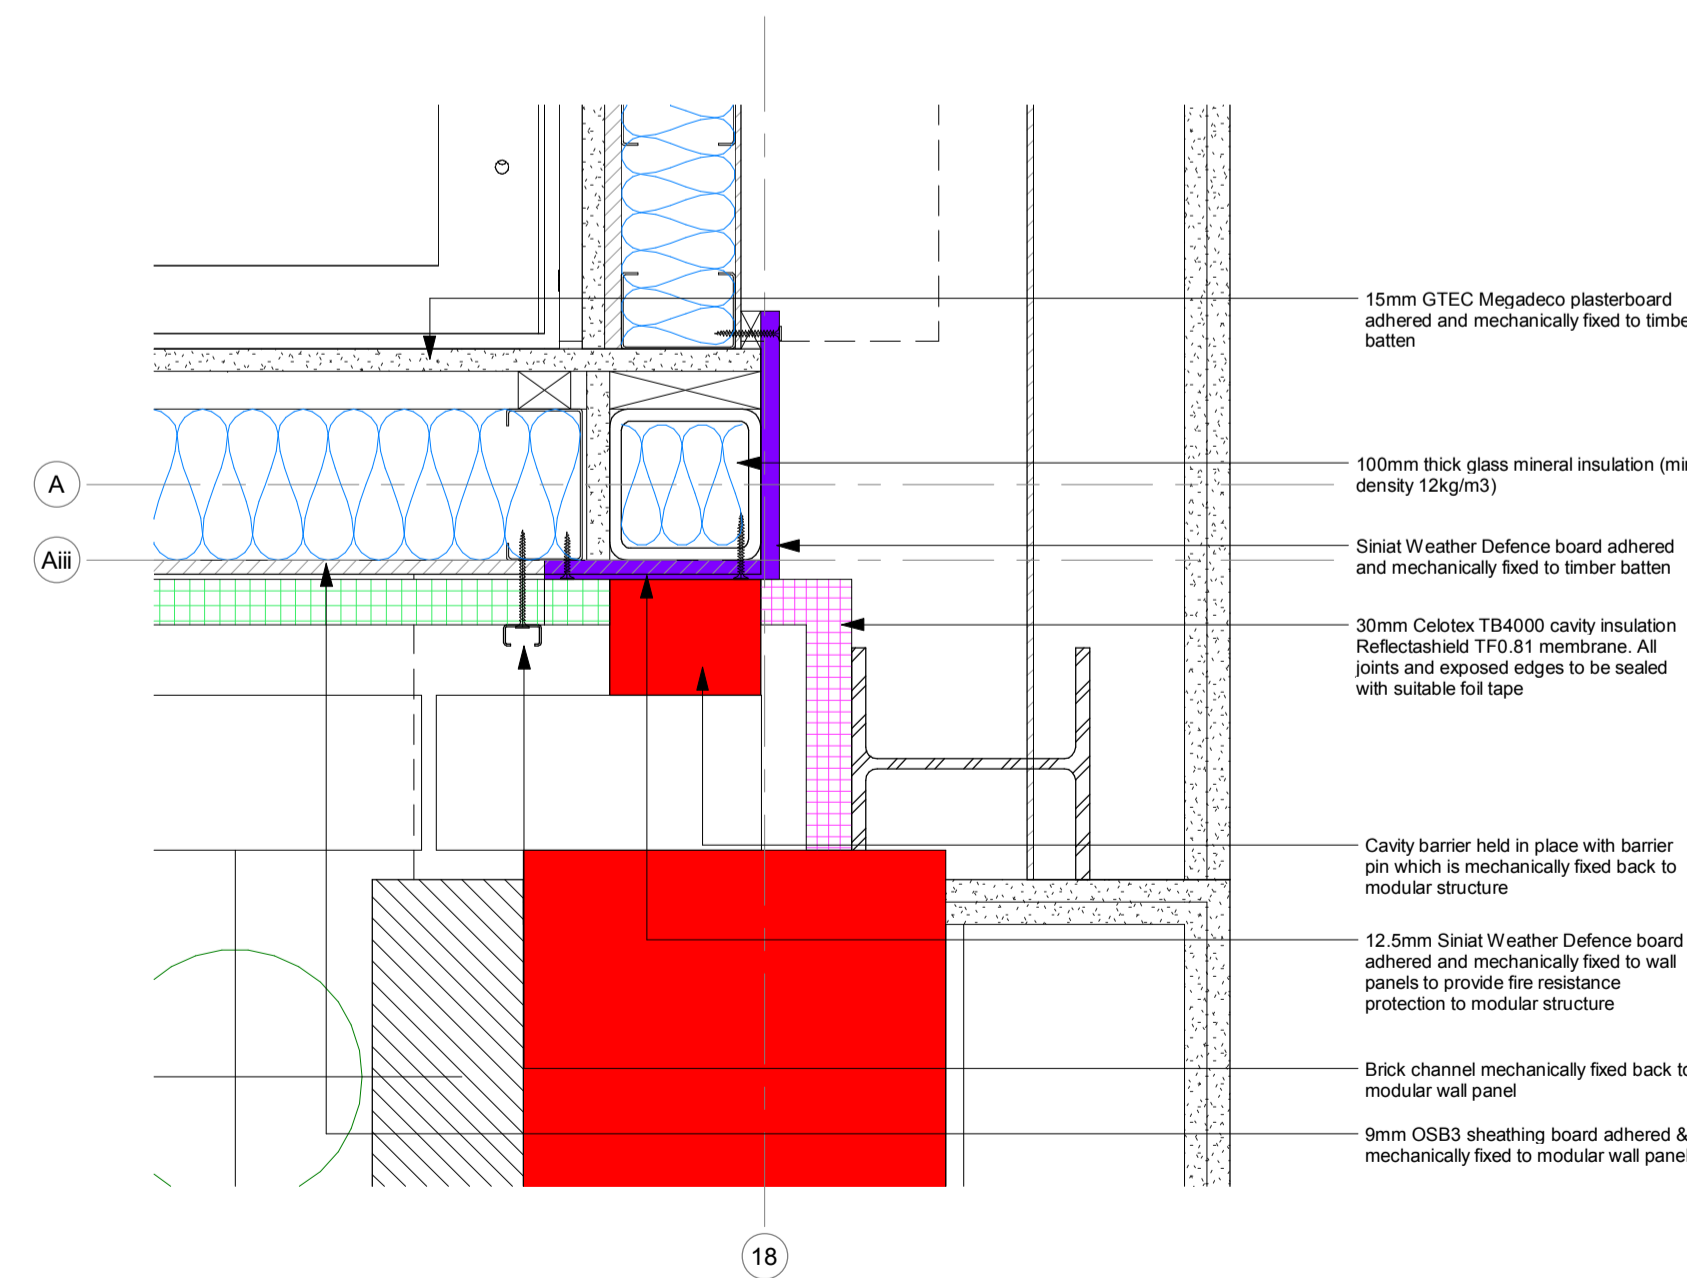 15mm GTEC Megadeco plasterboard
adhered and mechanically fixed to
batten
A
100mm thick glass mineral insulation
density 12kg/m3)
Aiii
Siniat Weather Defence board adhered
and mechanically fixed to timber batten
30mm Celotex TB4000 cavity insulation
Reflectashield TF0.81 membrane. All
joints and exposed edges to be sealed
with suitable foil tape
Cavity barrier held in place with barrier
pin which is mechanically fixed back to
modular structure
12.5mm Siniat Weather Defence board
adhered and mechanically fixed to wall
panels to provide fire resistance
protection to modular structure
Brick channel mechanically fixed back
modular wall panel
9mm OSB3 sheathing board adhered &
mechanically fixed to modular wall
18